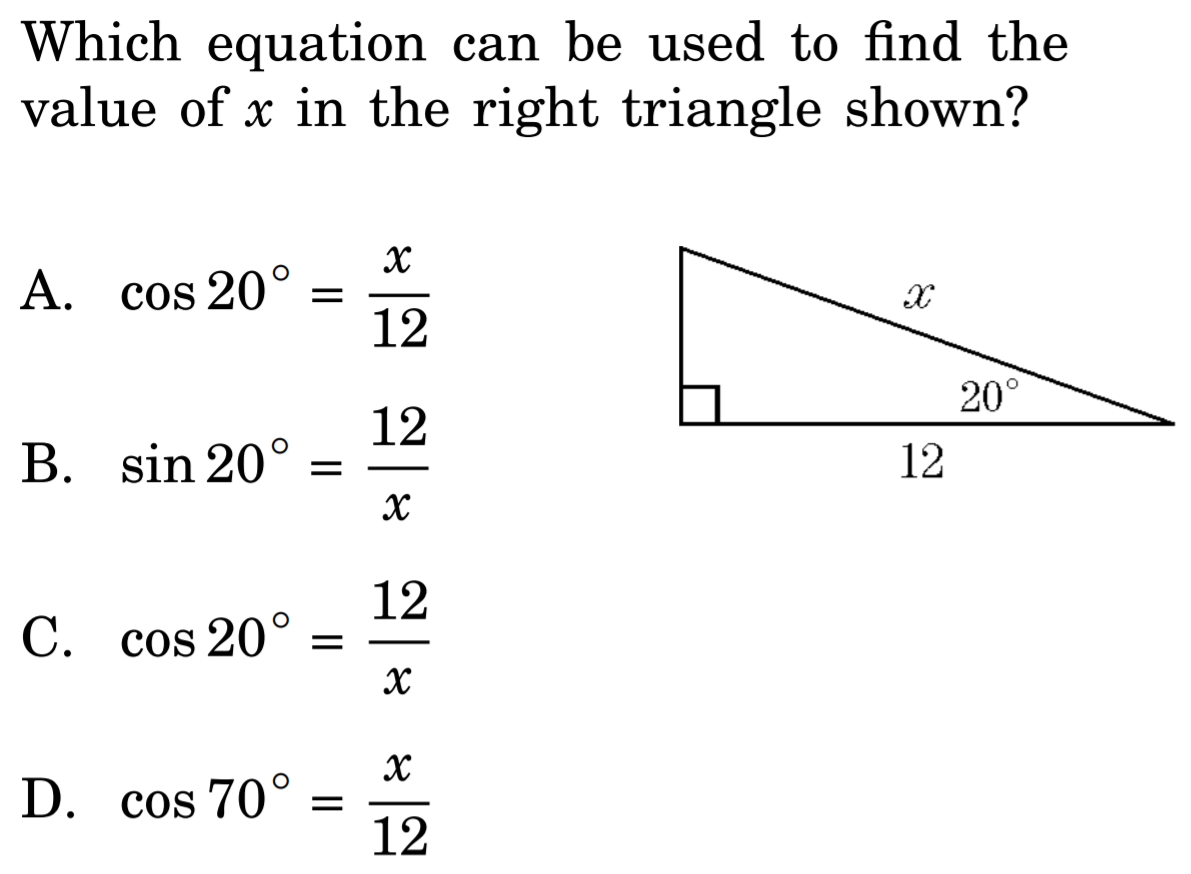 Which equation can be used to find the
value of x in the right triangle shown?
A. cos 20° = x/12
B. sin 20° = 12/x
C. cos 20° = 12/x
D. cos 70° = x/12
x
20°
12